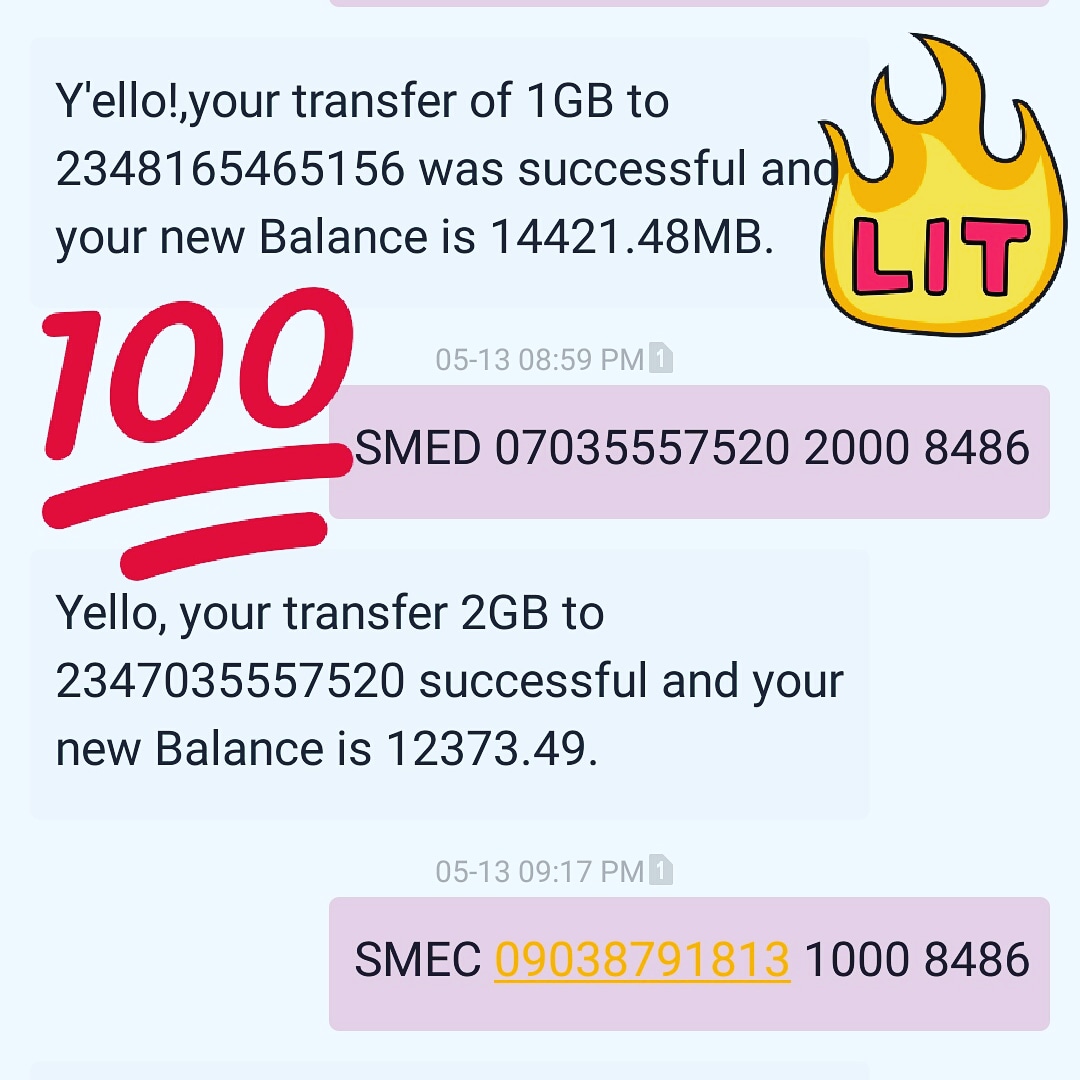 Y'ello!,your transfer of 1GB to
2348165465156 was successful and
your new Balance is 14421.48MB.
LIT
100
05-13 08:59 PM 1
SMED 07035557520 2000 8486
Yello, your transfer 2GB to
2347035557520 successful and your
new Balance is 12373.49.
05-13 09:17 PM 1
SMEC 09038791813 1000 8486